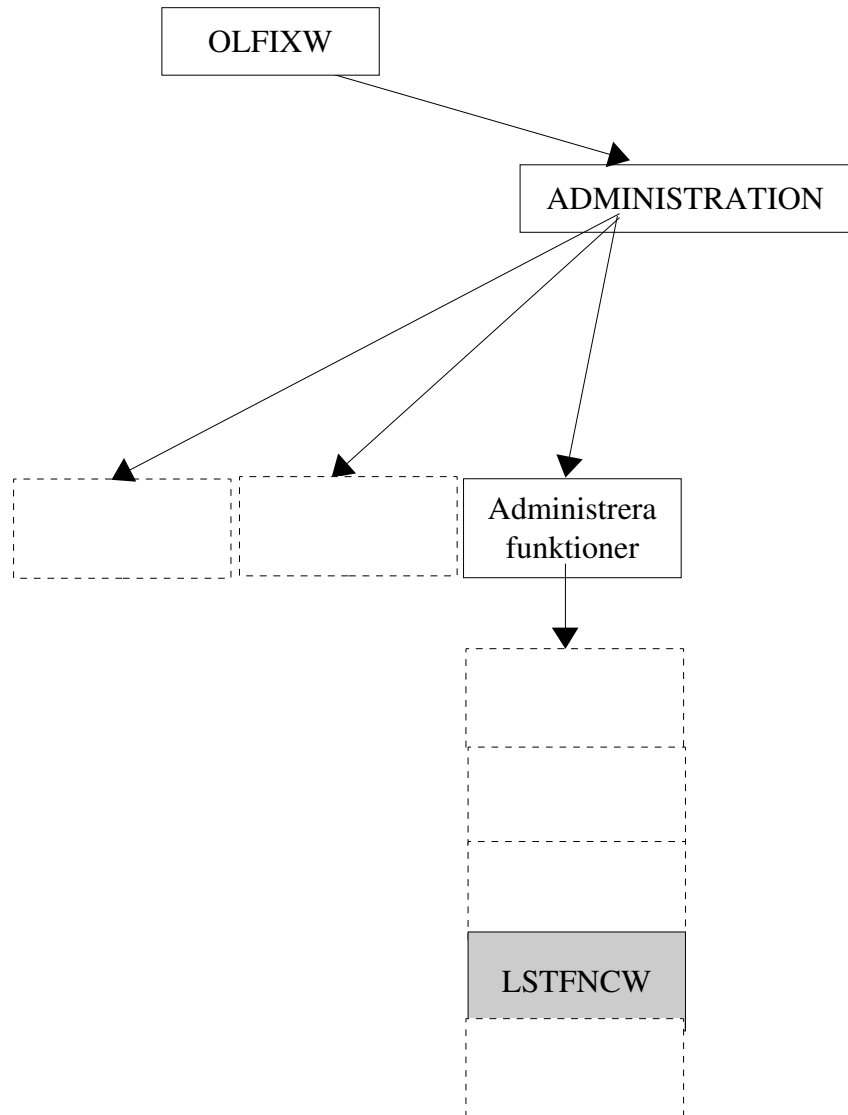 OLFIXW
ADMINISTRATION
Administrera
funktioner
LSTFNCW